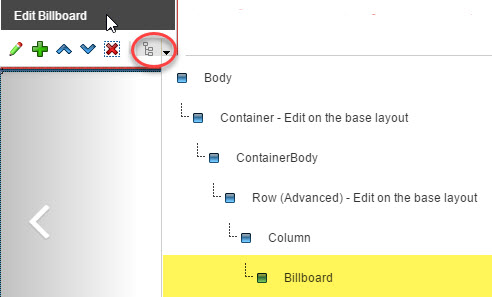 Edit Billboard
Body
Container - Edit on the base layout
ContainerBody
Row (Advanced) - Edit on the base layout
Column
Billboard